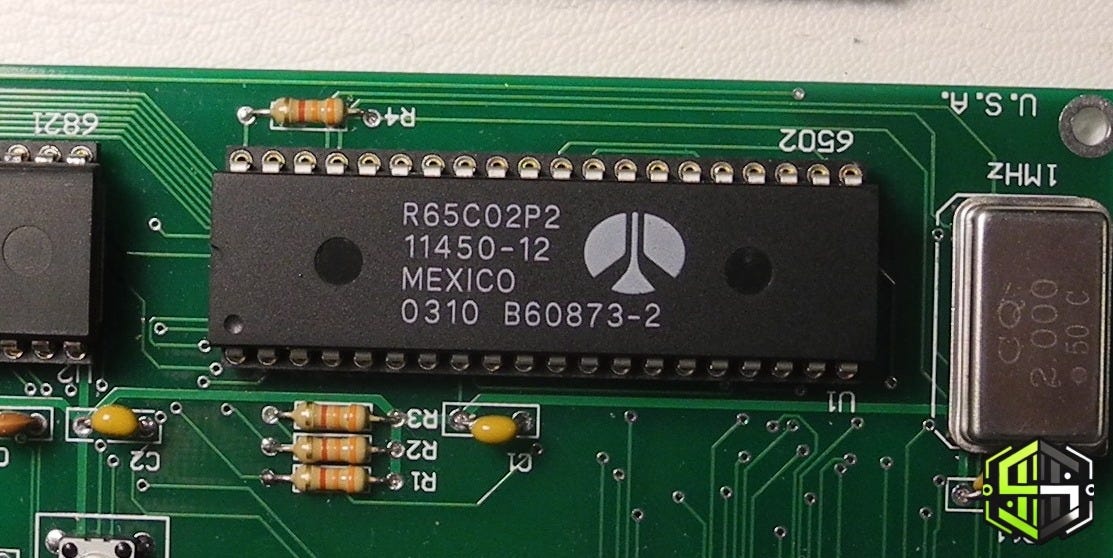 U.S.A.
R4
6821
6502
1MHz
R65C02P2
11450-12
MEXICO
0310 B60873-2
2.000
50C
U1
R3
R2
R1
C1
C2